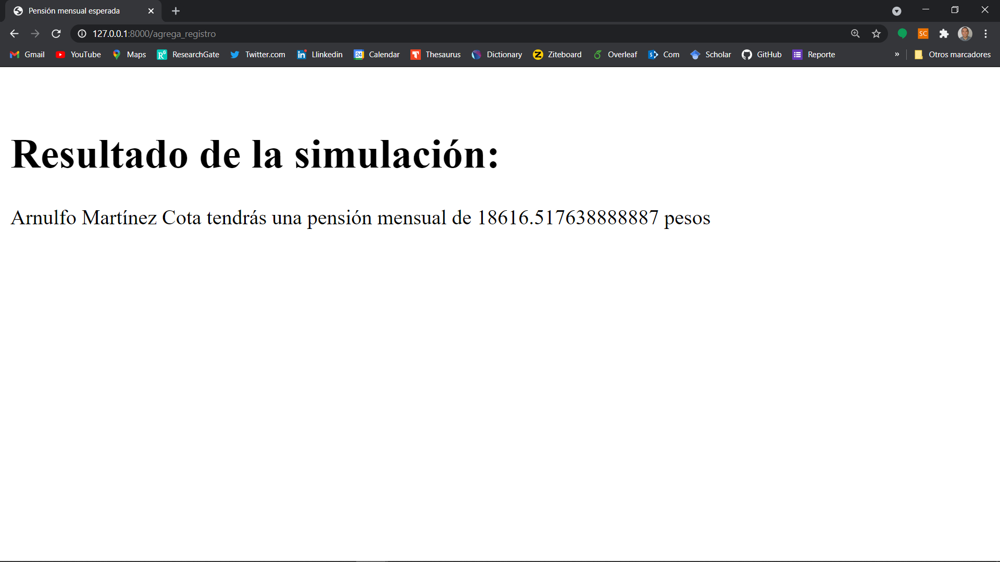 Pensión mensual esperada
127.0.0.1:8000/agrega_registro
SC
Gmail YouTube Maps ResearchGate Twitter.com Llinkedin Calendar Thesaurus Dictionary Ziteboard Overleaf Com Scholar GitHub Reporte » Otros marcadores
Resultado de la simulación:
Arnulfo Martínez Cota tendrás una pensión mensual de 18616.517638888887 pesos